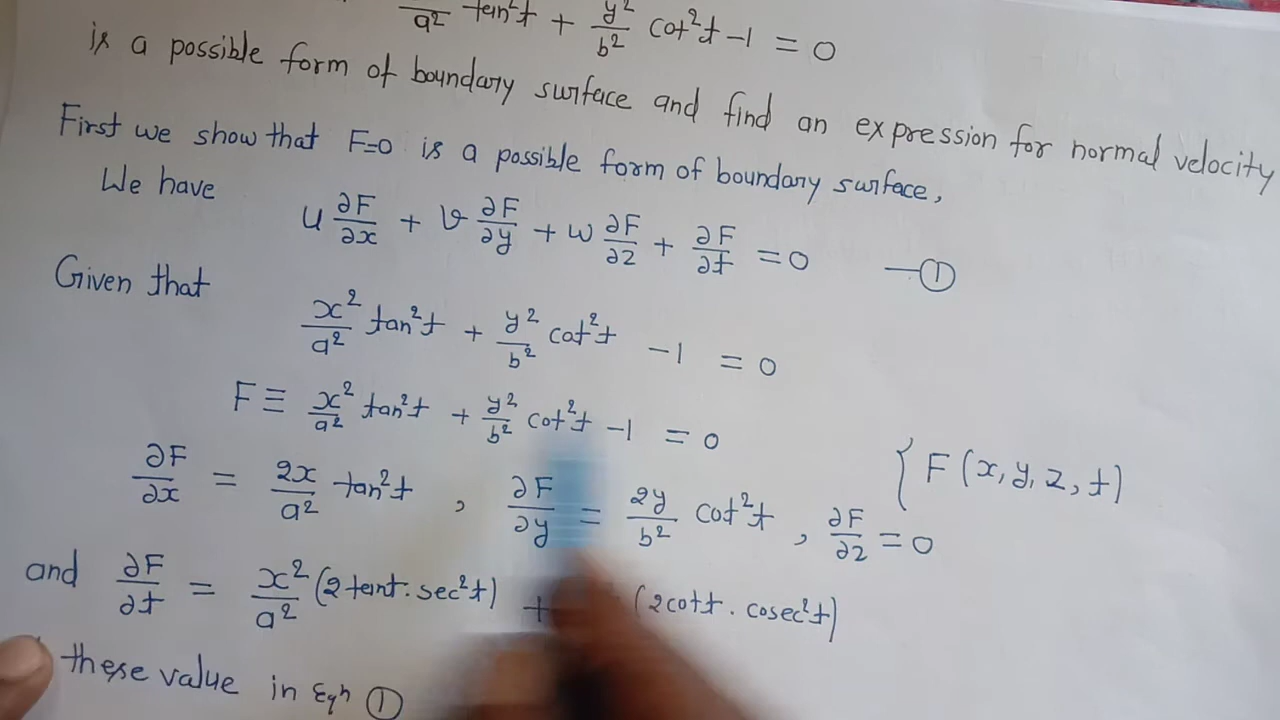 a² tan²t + y²/b² cot²t - 1 = 0
is a possible form of boundary surface and find an expression for normal velocity
First we show that F=0 is a possible form of boundary surface,
We have
u ∂F/∂x + v ∂F/∂y + w ∂F/∂z + ∂F/∂t = 0 —①
Given that
x²/a² tan²t + y²/b² cot²t - 1 = 0
F ≡ x²/a² tan²t + y²/b² cot²t - 1 = 0
{ F(x, y, z, t)
∂F/∂x = 2x/a² tan²t , ∂F/∂y = 2y/b² cot²t , ∂F/∂z = 0
and ∂F/∂t = x²/a² (2tant. sec²t) + (2cott. cosec²t)
these value in Eqⁿ ①